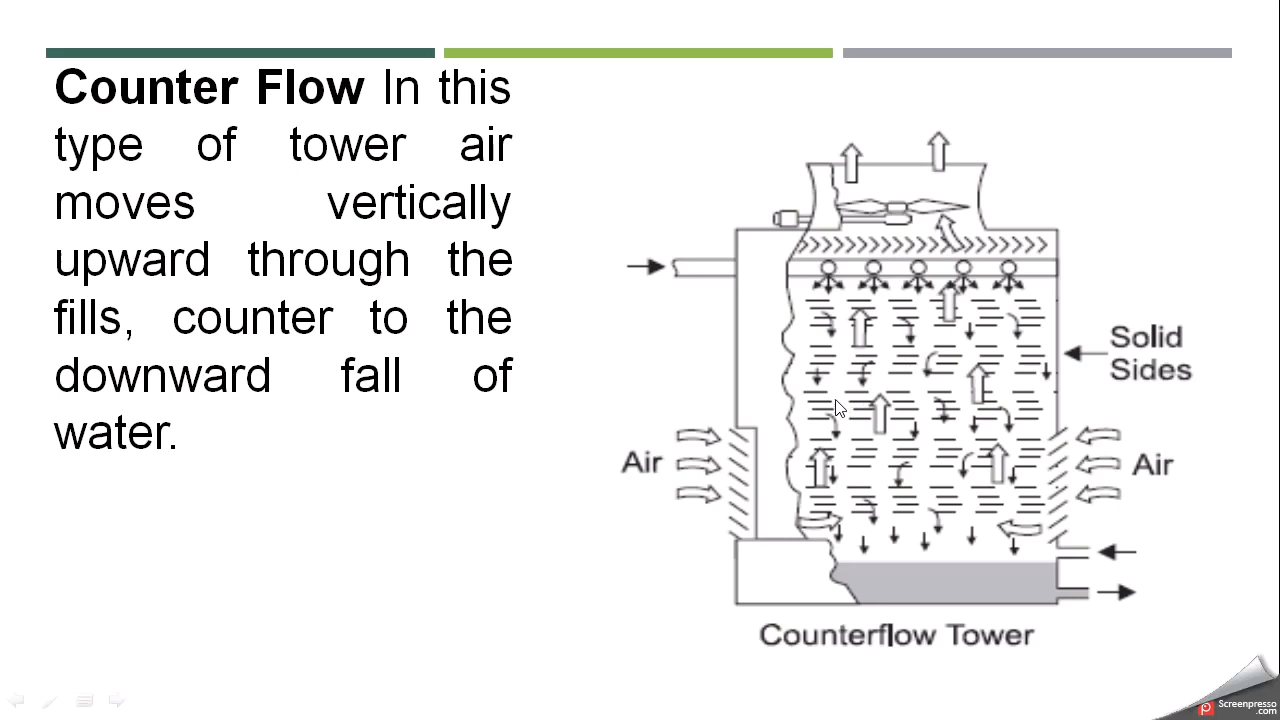 Counter Flow In this
type of tower air
moves vertically
upward through the
fills, counter to the
downward fall of
water.
Solid
Sides
Air
Air
Counterflow Tower
Screenpresso
.com